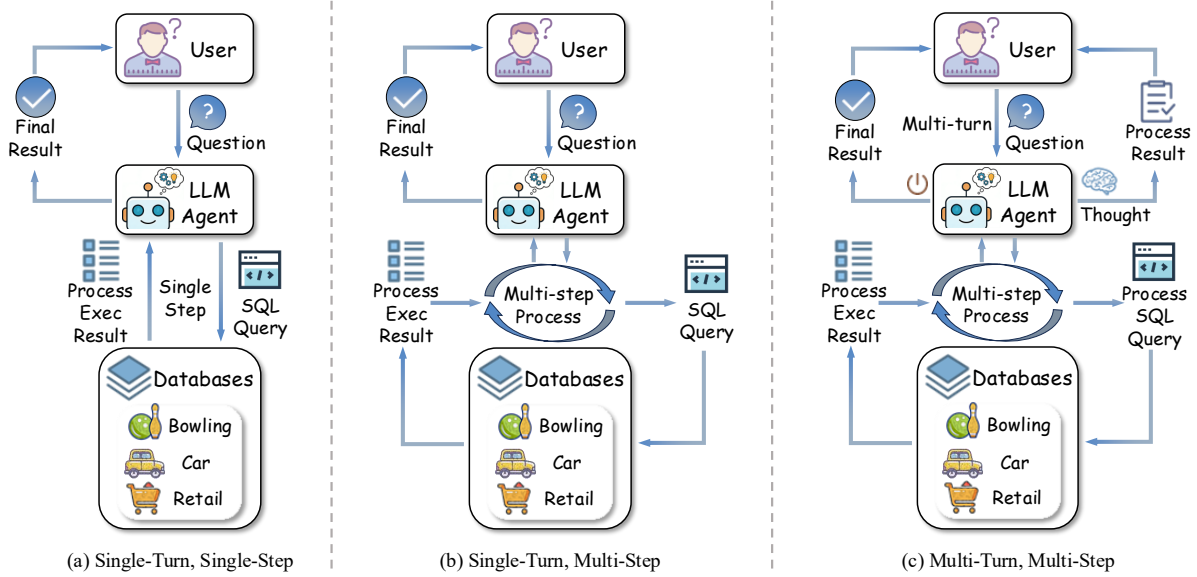 User
Final
Result
Question
LLM
Agent
Process
Exec
Result
Single
Step
</>
SQL
Query
Databases
Bowling
Car
Retail
(a) Single-Turn, Single-Step
User
Final
Result
Question
LLM
Agent
Process
Exec
Result
Multi-step
Process
</>
SQL
Query
Databases
Bowling
Car
Retail
(b) Single-Turn, Multi-Step
User
Final
Result
Multi-turn
Question
Process
Result
LLM
Agent
Thought
Process
Exec
Result
Multi-step
Process
</>
Process
SQL
Query
Databases
Bowling
Car
Retail
(c) Multi-Turn, Multi-Step